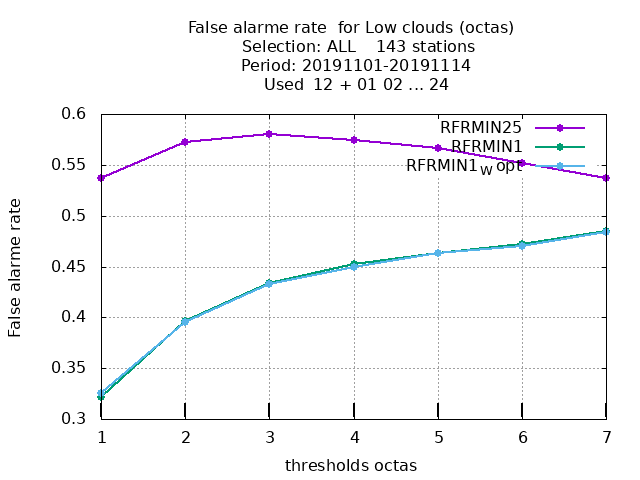 False alarme rate  for Low clouds (octas)
Selection: ALL    143 stations
Period: 20191101-20191114
Used  12 + 01 02 ... 24
RFRMIN25
RFRMIN1
RFRMIN1w opt
False alarme rate
0.6
0.55
0.5
0.45
0.4
0.35
0.3
1 2 3 4 5 6 7
thresholds octas